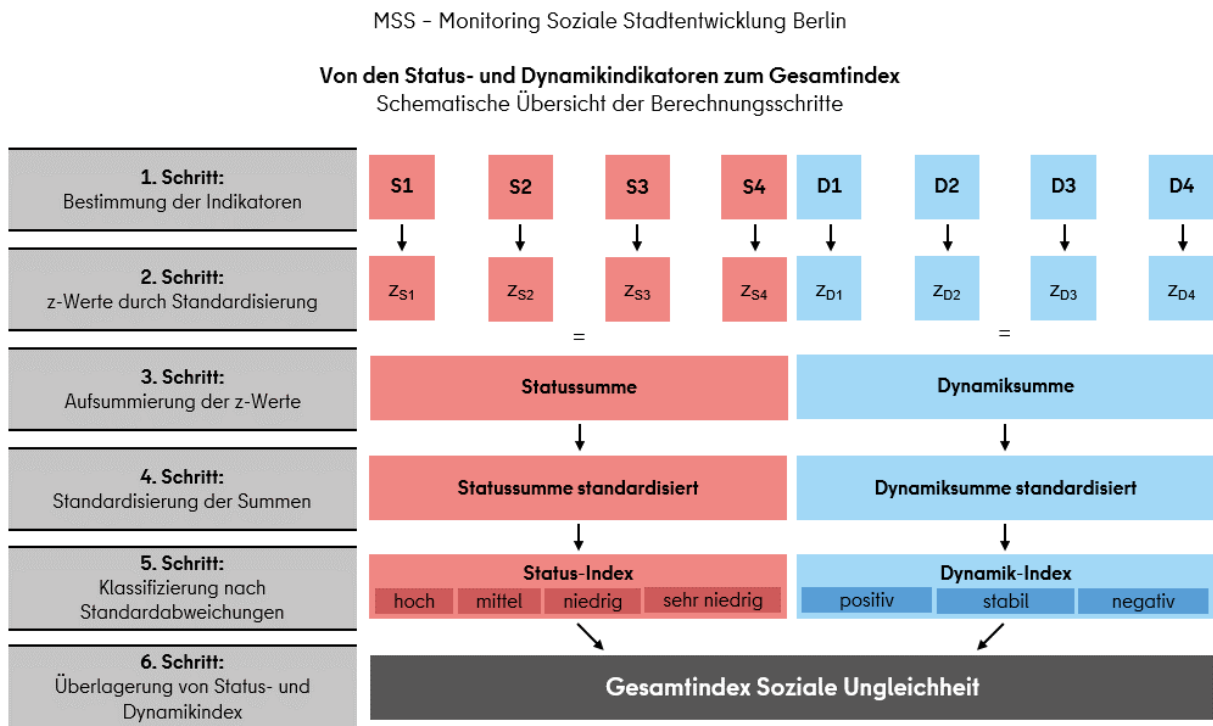 MSS – Monitoring Soziale Stadtentwicklung Berlin
Von den Status- und Dynamikindikatoren zum Gesamtindex
Schematische Übersicht der Berechnungsschritte
1. Schritt:
Bestimmung der Indikatoren
S1 S2 S3 S4 D1 D2 D3 D4
2. Schritt:
z-Werte durch Standardisierung
zS1 zS2 zS3 zS4 zD1 zD2 zD3 zD4
= =
3. Schritt:
Aufsummierung der z-Werte
Statussumme Dynamiksumme
4. Schritt:
Standardisierung der Summen
Statussumme standardisiert Dynamiksumme standardisiert
5. Schritt:
Klassifizierung nach
Standardabweichungen
Status-Index Dynamik-Index
hoch mittel niedrig sehr niedrig positiv stabil negativ
6. Schritt:
Überlagerung von Status- und
Dynamikindex
Gesamtindex Soziale Ungleichheit